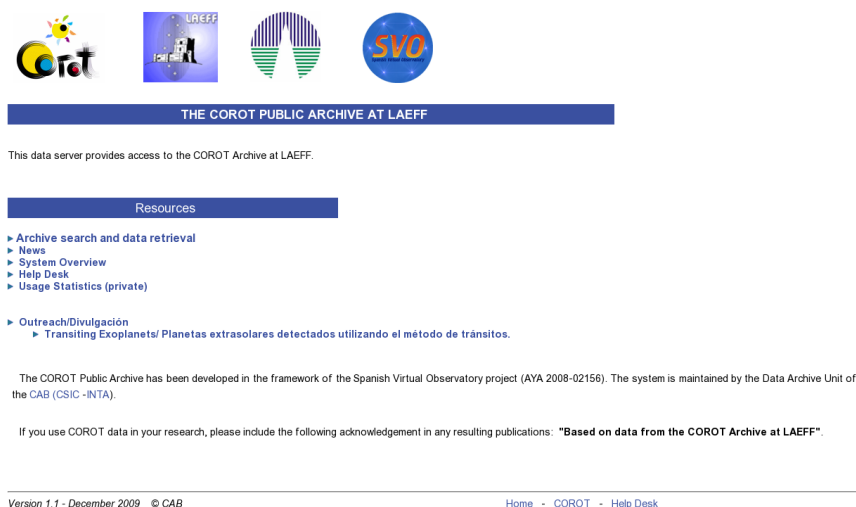 Corot
LAEFF
SVO
THE COROT PUBLIC ARCHIVE AT LAEFF
This data server provides access to the COROT Archive at LAEFF.
Resources
Archive search and data retrieval
News
System Overview
Help Desk
Usage Statistics (private)
Outreach/Divulgación
Transiting Exoplanets/ Planetas extrasolares detectados utilizando el método de tránsitos.
The COROT Public Archive has been developed in the framework of the Spanish Virtual Observatory project (AYA 2008-02156). The system is maintained by the Data Archive Unit of
the CAB (CSIC -INTA).
If you use COROT data in your research, please include the following acknowledgement in any resulting publications: "Based on data from the COROT Archive at LAEFF".
Version 1.1 - December 2009 © CAB
Home - COROT - Help Desk